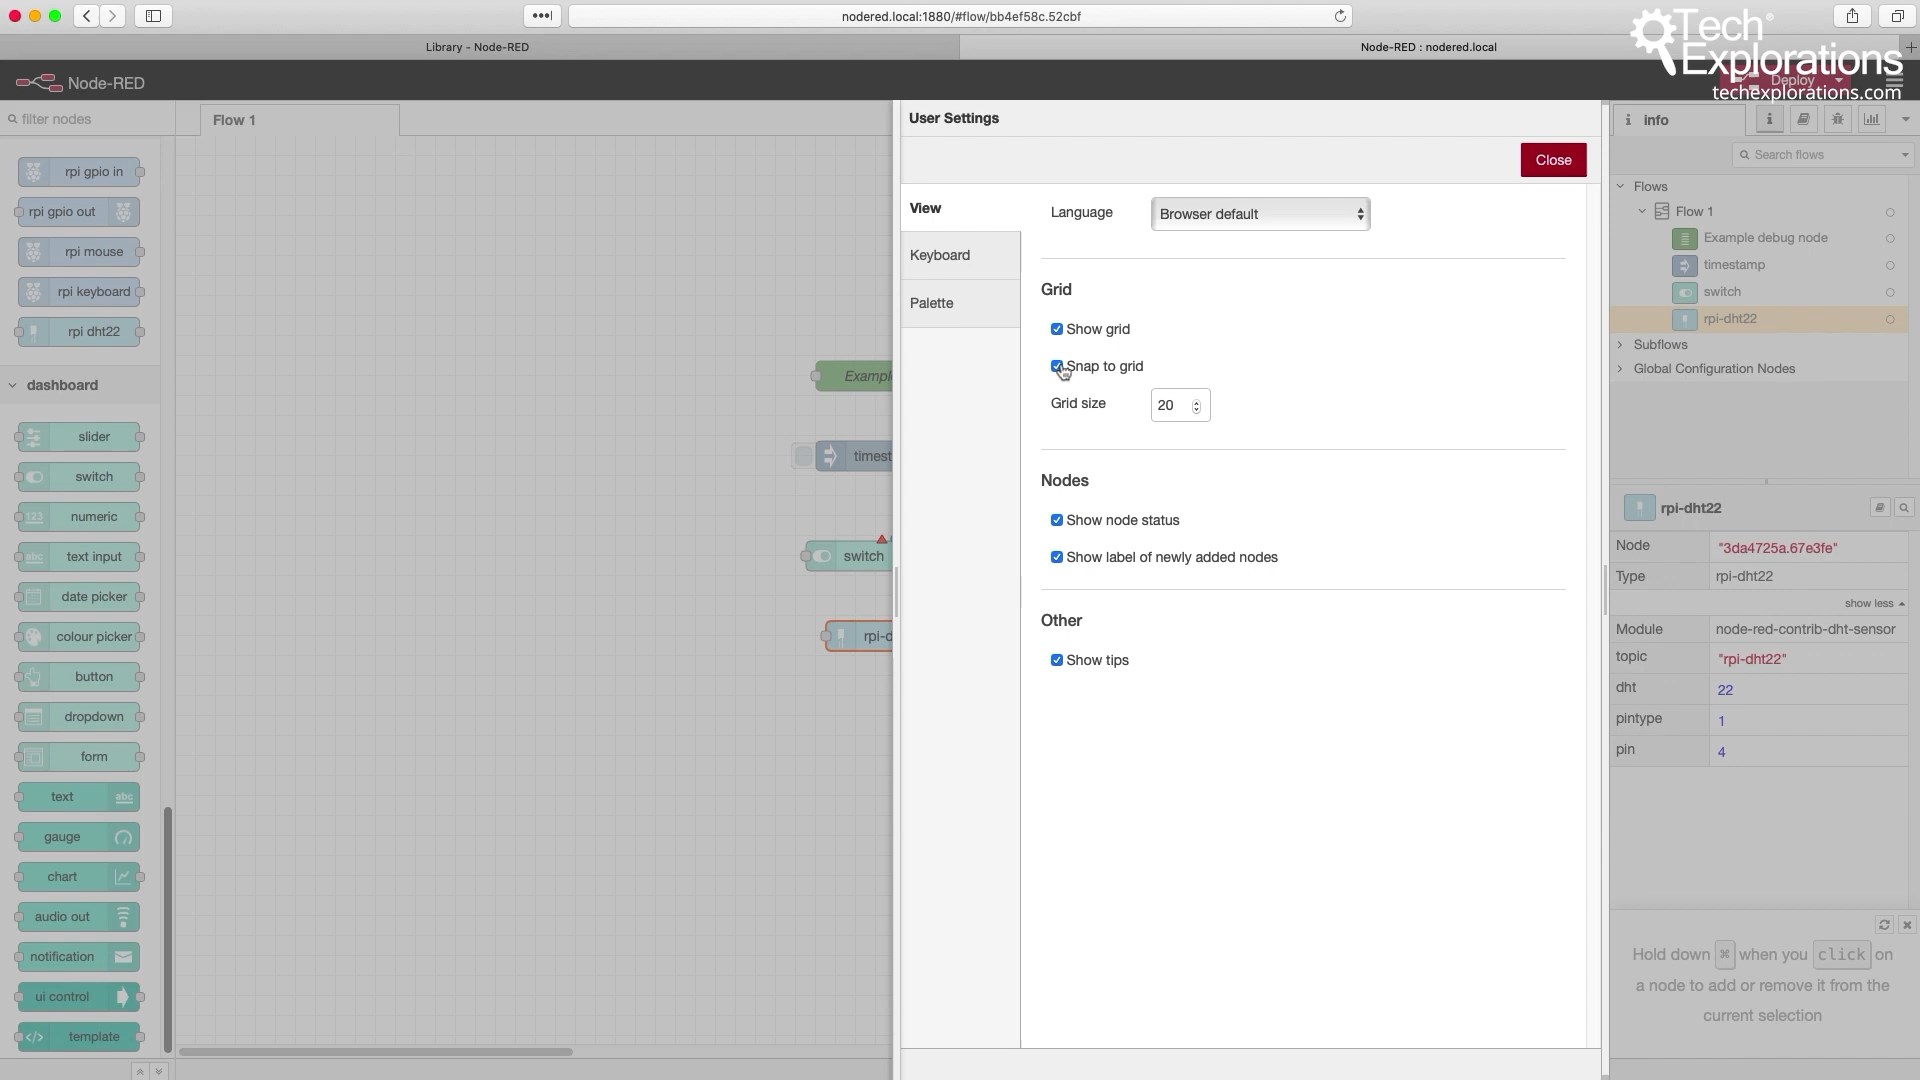 nodered.local:1880/#flow/bb4ef58c.52cbf
Library - Node-RED
Node-RED : nodered.local
Tech
Explorations
techexplorations.com
Node-RED
Deploy
filter nodes
rpi gpio in
rpi gpio out
rpi mouse
rpi keyboard
rpi dht22
dashboard
slider
switch
numeric
text input
date picker
colour picker
button
dropdown
form
text
gauge
chart
audio out
notification
ui control
template
Flow 1
Exampl
timest
switch
rpi-d
User Settings
Close
View
Keyboard
Palette
Language
Browser default
Grid
Show grid
Snap to grid
Grid size
20
Nodes
Show node status
Show label of newly added nodes
Other
Show tips
info
Search flows
Flows
Flow 1
Example debug node
timestamp
switch
rpi-dht22
Subflows
Global Configuration Nodes
rpi-dht22
Node "3da4725a.67e3fe"
Type rpi-dht22
show less
Module node-red-contrib-dht-sensor
topic "rpi-dht22"
dht 22
pintype 1
pin 4
Hold down ⌘ when you click on
a node to add or remove it from the
current selection